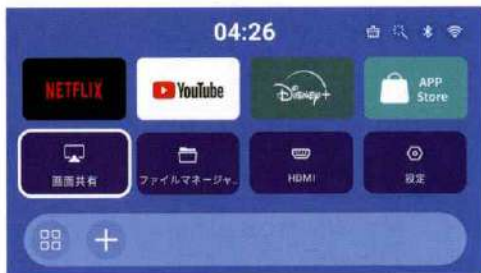 04:26
NETFLIX
YouTube
Disney+
APP
Store
画面共有
ファイルマネージャ..
HDMI
設定